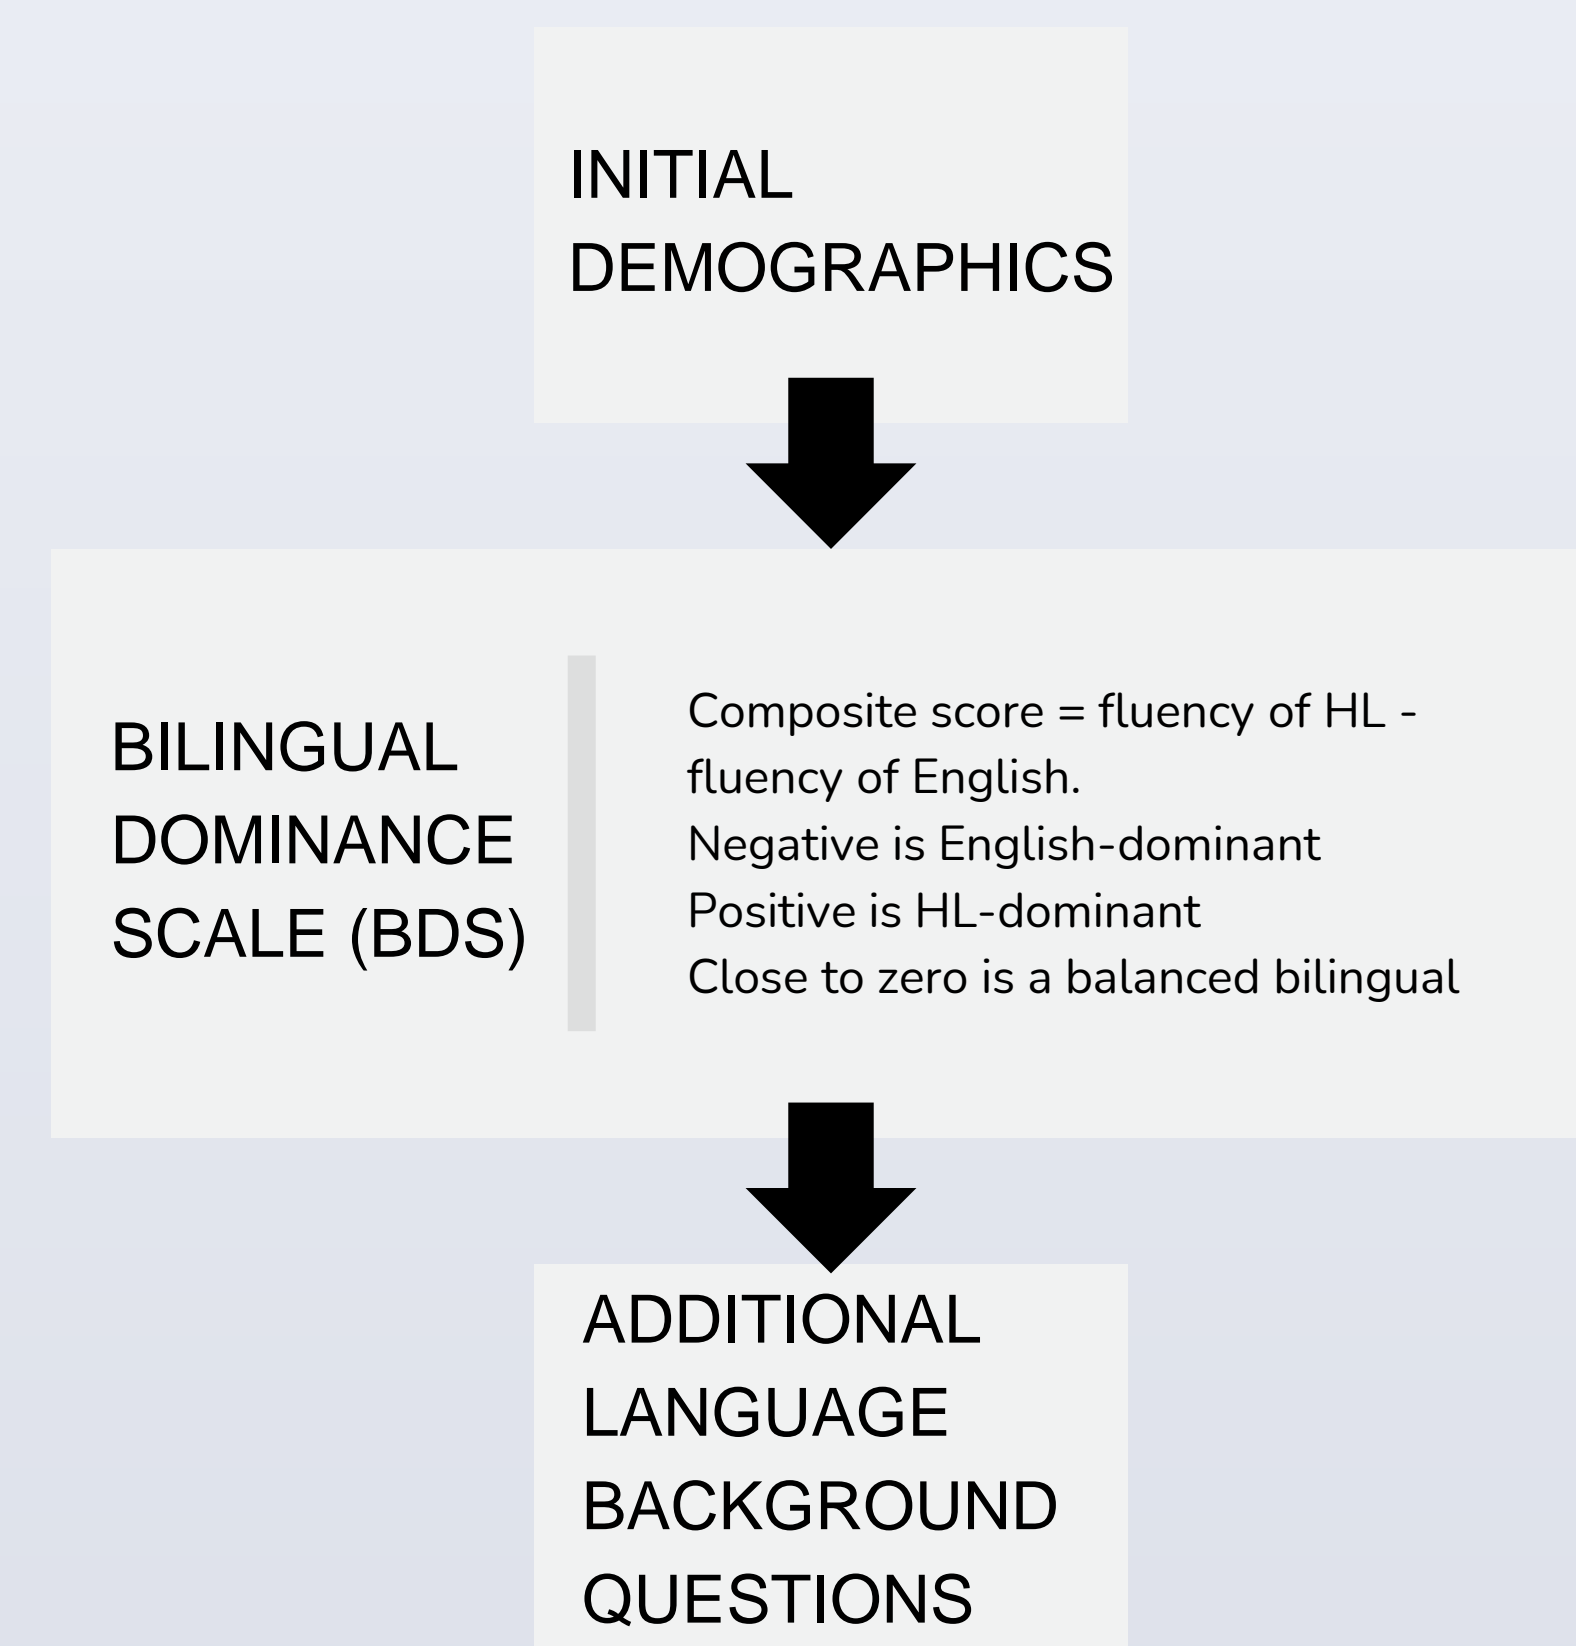 INITIAL
DEMOGRAPHICS
BILINGUAL
DOMINANCE
SCALE (BDS)
Composite score = fluency of HL -
fluency of English.
Negative is English-dominant
Positive is HL-dominant
Close to zero is a balanced bilingual
ADDITIONAL
LANGUAGE
BACKGROUND
QUESTIONS